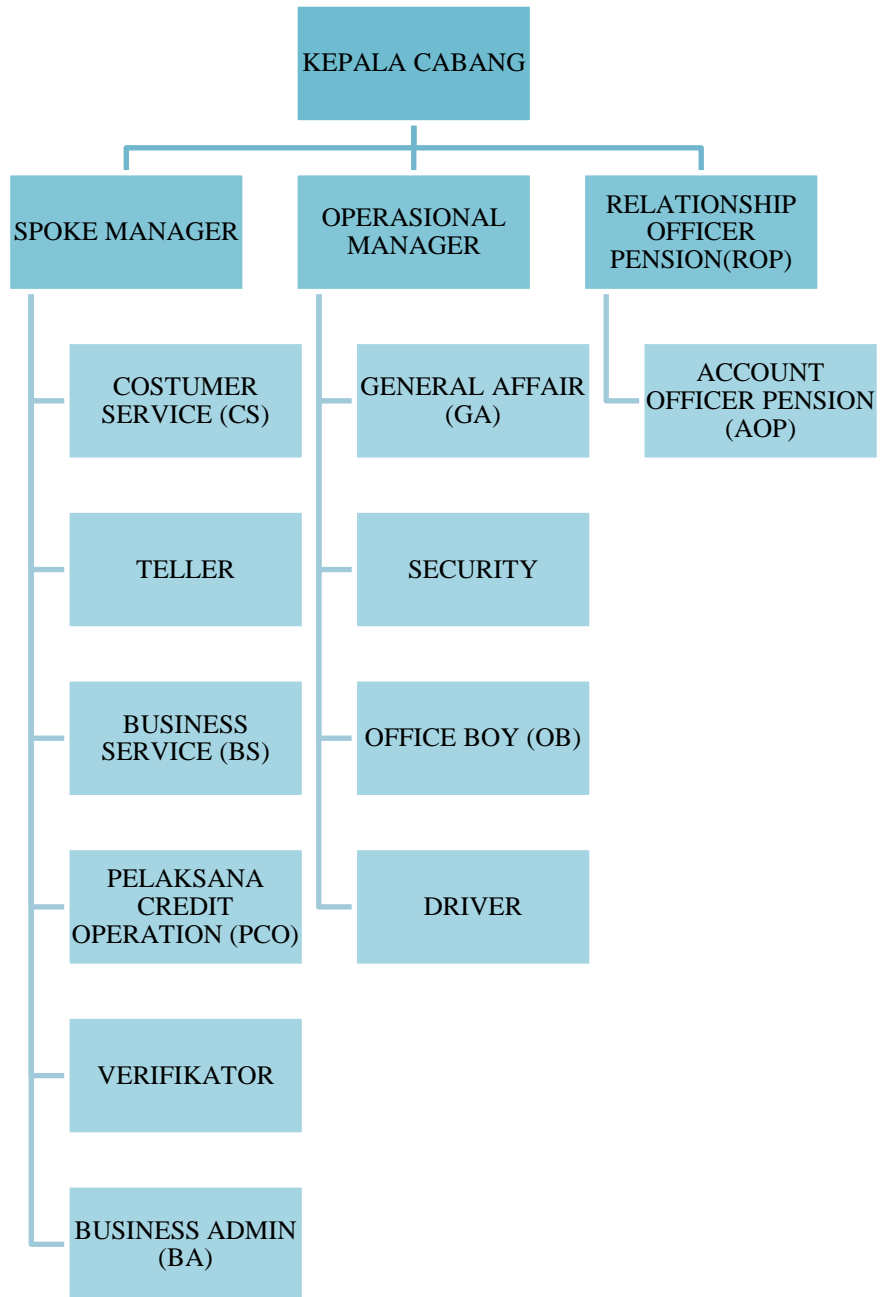 KEPALA CABANG
SPOKE MANAGER
OPERASIONAL
MANAGER
RELATIONSHIP
OFFICER
PENSION(ROP)
COSTUMER
SERVICE (CS)
TELLER
BUSINESS
SERVICE (BS)
PELAKSANA
CREDIT
OPERATION (PCO)
VERIFIKATOR
BUSINESS ADMIN
(BA)
GENERAL AFFAIR
(GA)
SECURITY
OFFICE BOY (OB)
DRIVER
ACCOUNT
OFFICER PENSION
(AOP)